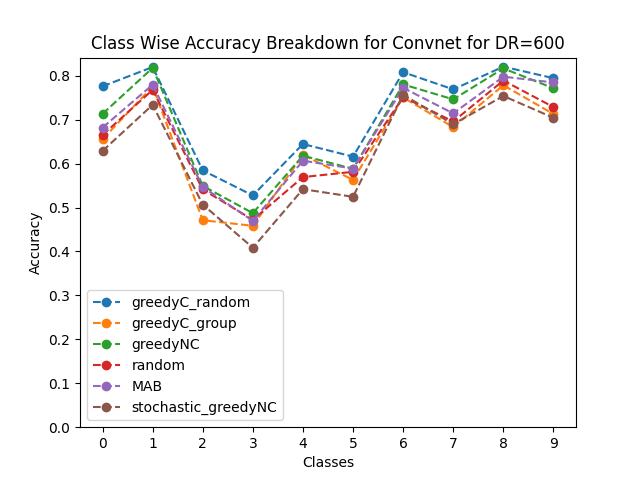 Class Wise Accuracy Breakdown for Convnet for DR=600
0.8
0.7
0.6
0.5
0.4
0.3
0.2
0.1
0.0
Accuracy
greedyC_random
greedyC_group
greedyNC
random
MAB
stochastic_greedyNC
0 1 2 3 4 5 6 7 8 9
Classes